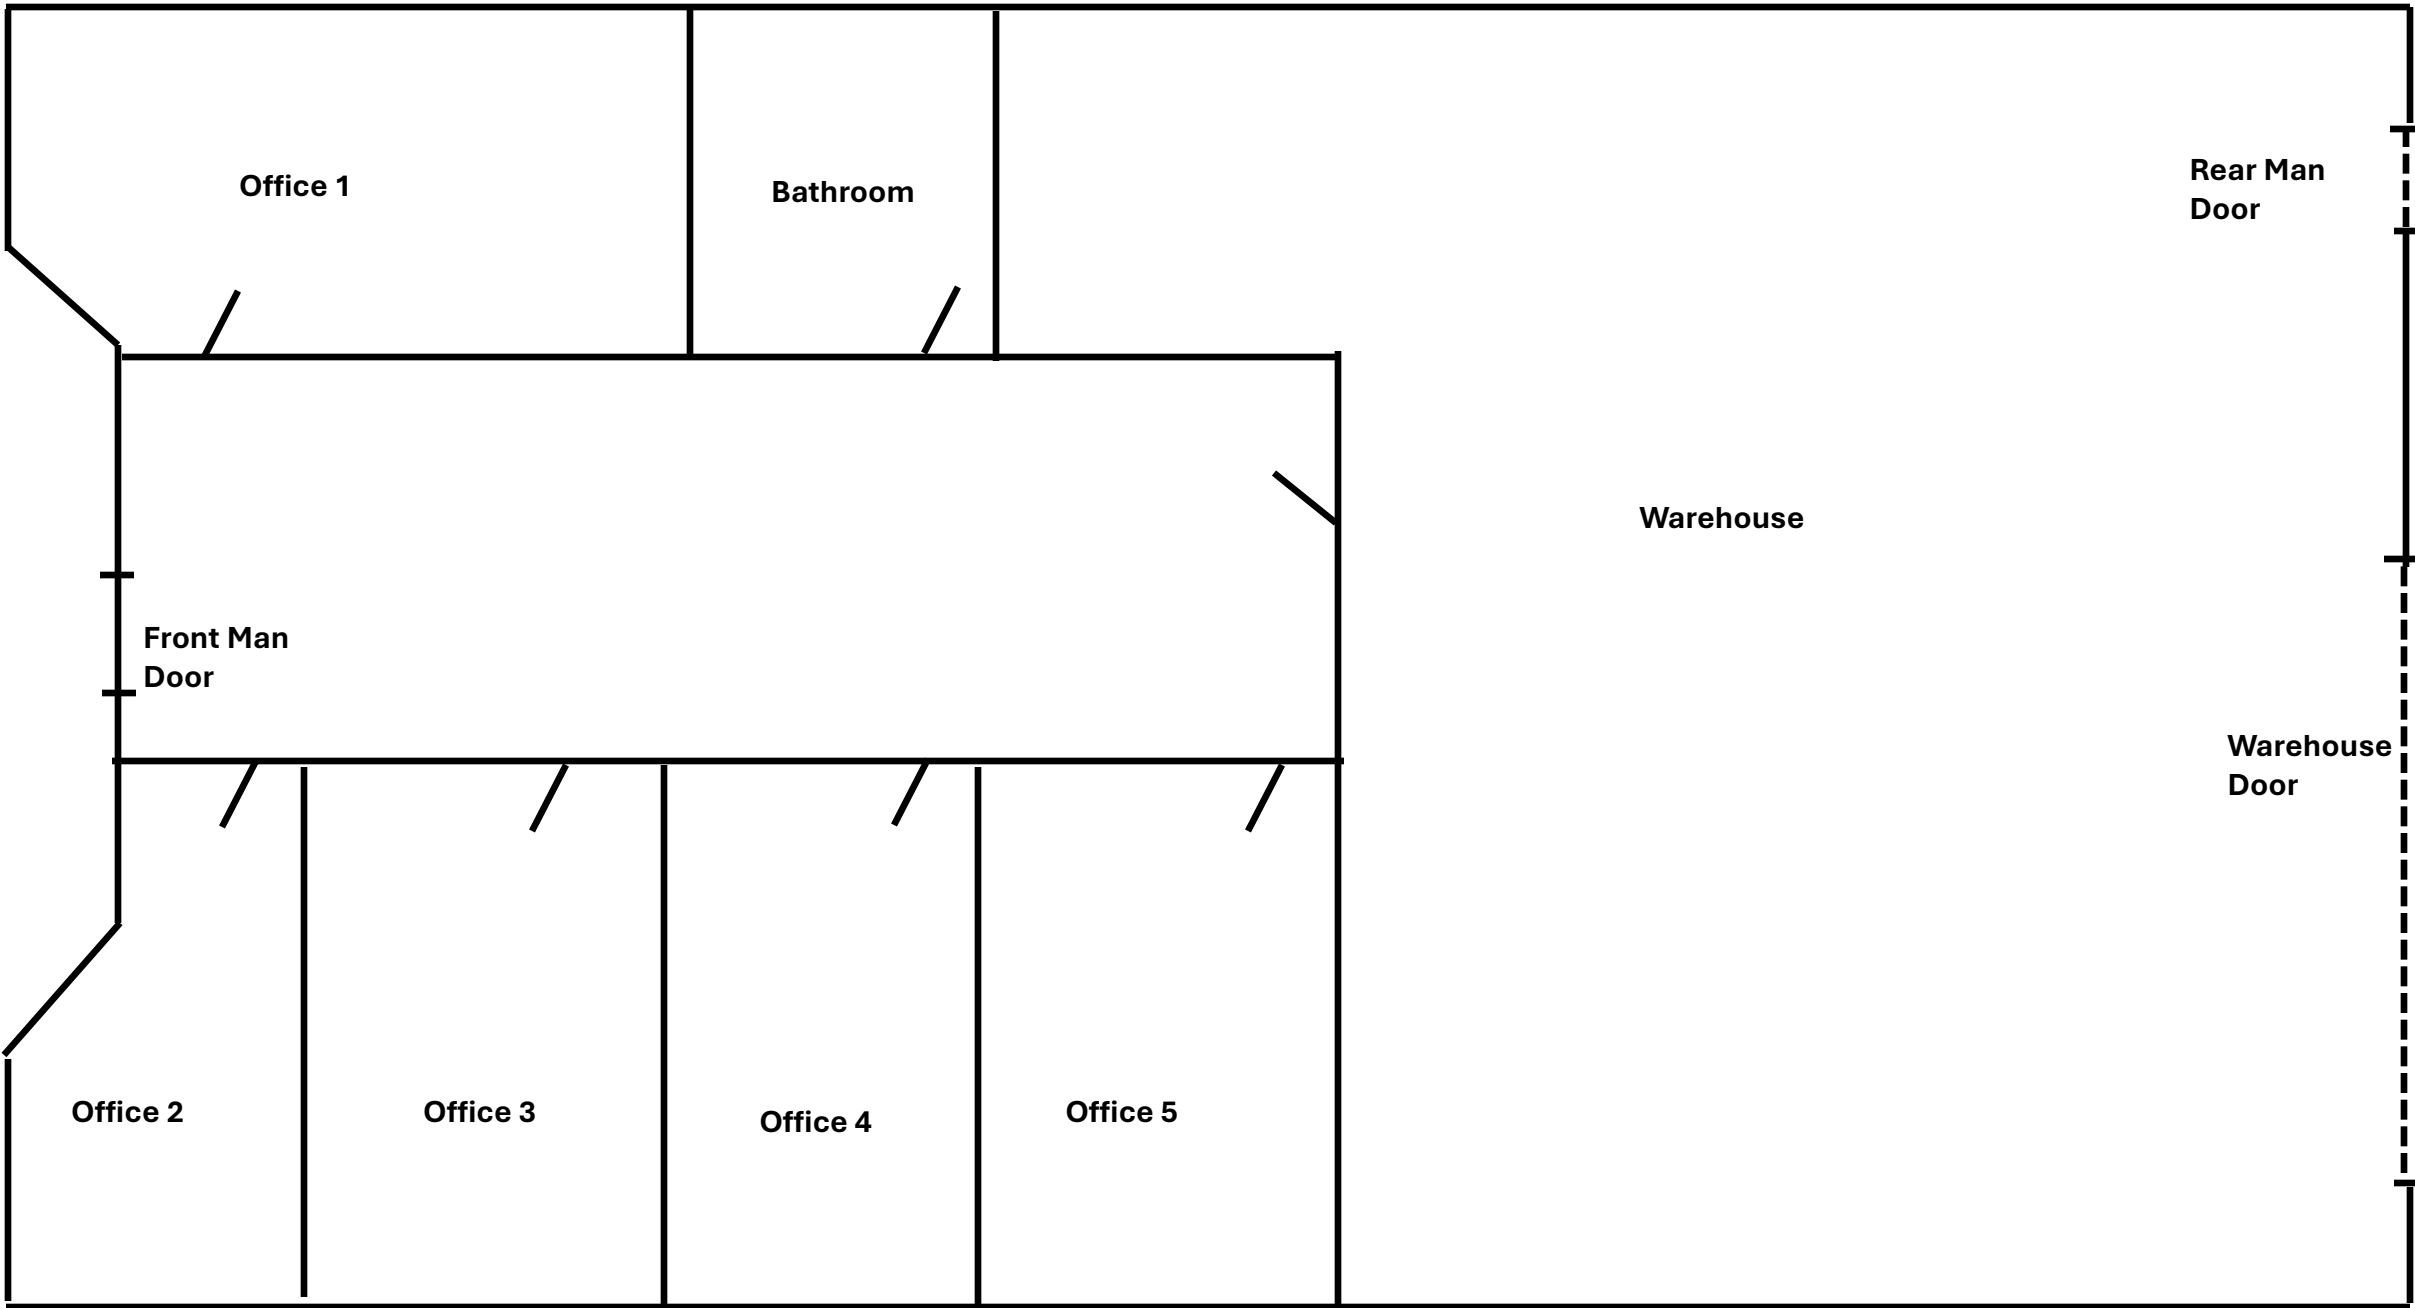 Office 1
Bathroom
Rear Man
Door
Warehouse
Front Man
Door
Warehouse
Door
Office 2
Office 3
Office 4
Office 5